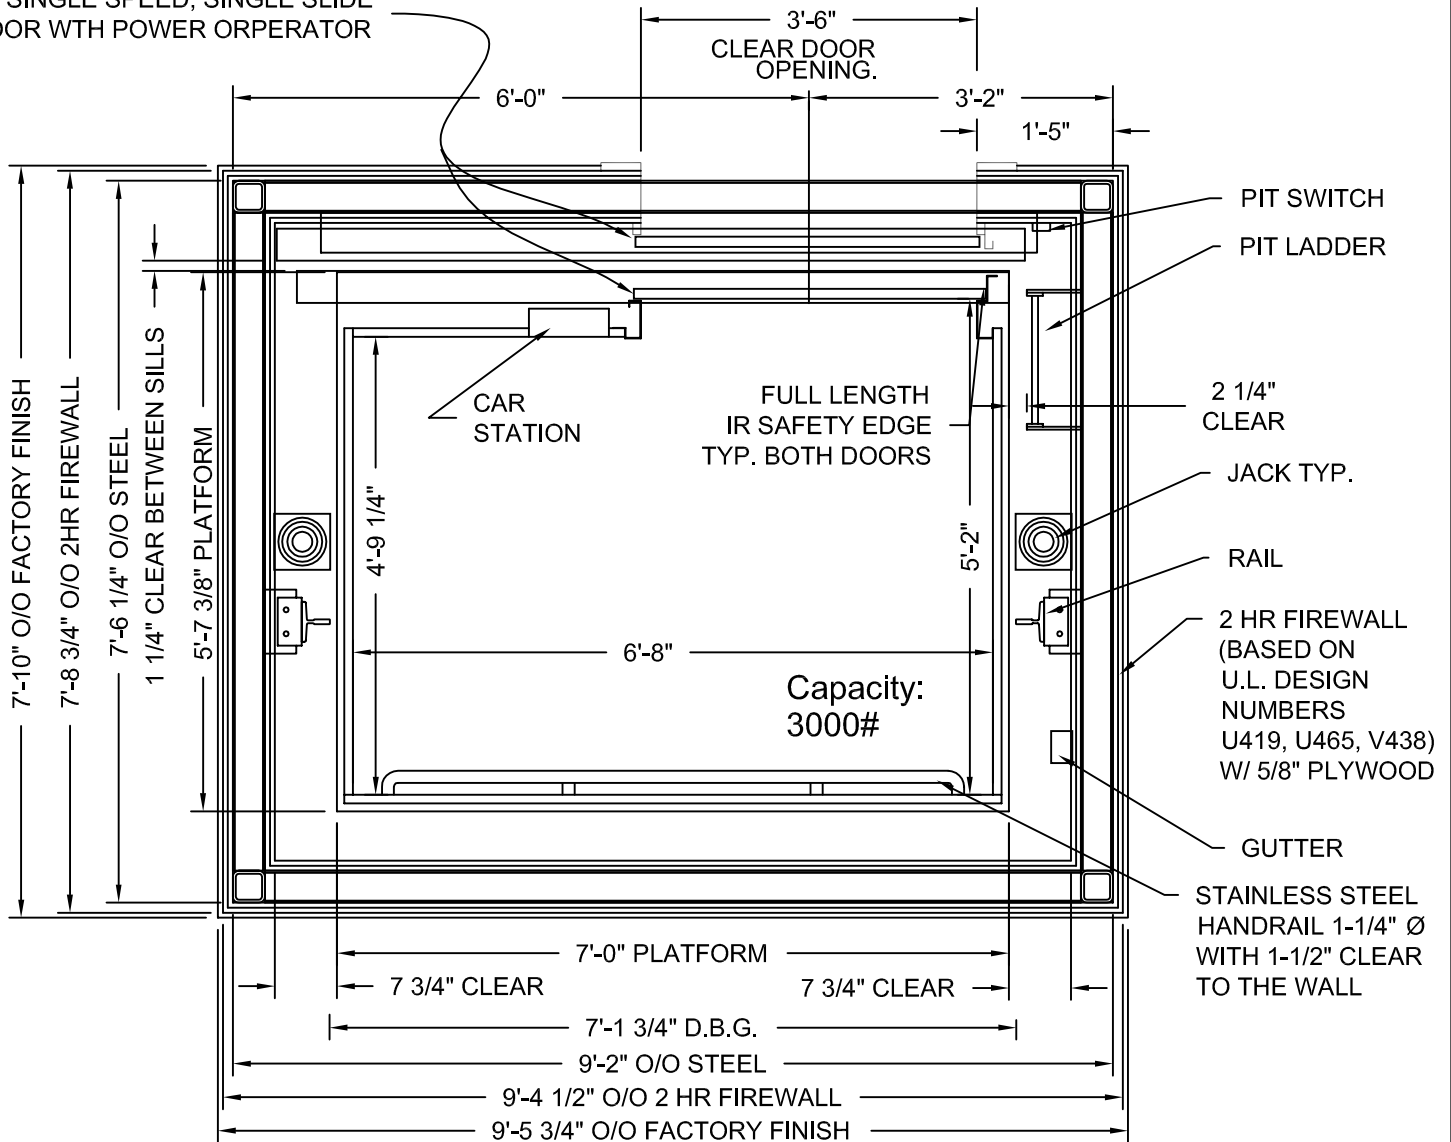 SINGLE SPEED, SINGLE SLIDE
DOOR WTH POWER ORPERATOR
3'-6"
CLEAR DOOR
OPENING.
6'-0"
3'-2"
1'-5"
PIT SWITCH
PIT LADDER
2 1/4"
CLEAR
JACK TYP.
RAIL
2 HR FIREWALL
(BASED ON
U.L. DESIGN
NUMBERS
U419, U465, V438)
W/ 5/8" PLYWOOD
GUTTER
STAINLESS STEEL
HANDRAIL 1-1/4" Ø
WITH 1-1/2" CLEAR
TO THE WALL
CAR
STATION
FULL LENGTH
IR SAFETY EDGE
TYP. BOTH DOORS
7'-10" O/O FACTORY FINISH
7'-8 3/4" O/O 2HR FIREWALL
7'-6 1/4" O/O STEEL
1 1/4" CLEAR BETWEEN SILLS
5'-7 3/8" PLATFORM
4'-9 1/4"
5'-2"
6'-8"
Capacity:
3000#
7'-0" PLATFORM
7 3/4" CLEAR
7 3/4" CLEAR
7'-1 3/4" D.B.G.
9'-2" O/O STEEL
9'-4 1/2" O/O 2 HR FIREWALL
9'-5 3/4" O/O FACTORY FINISH